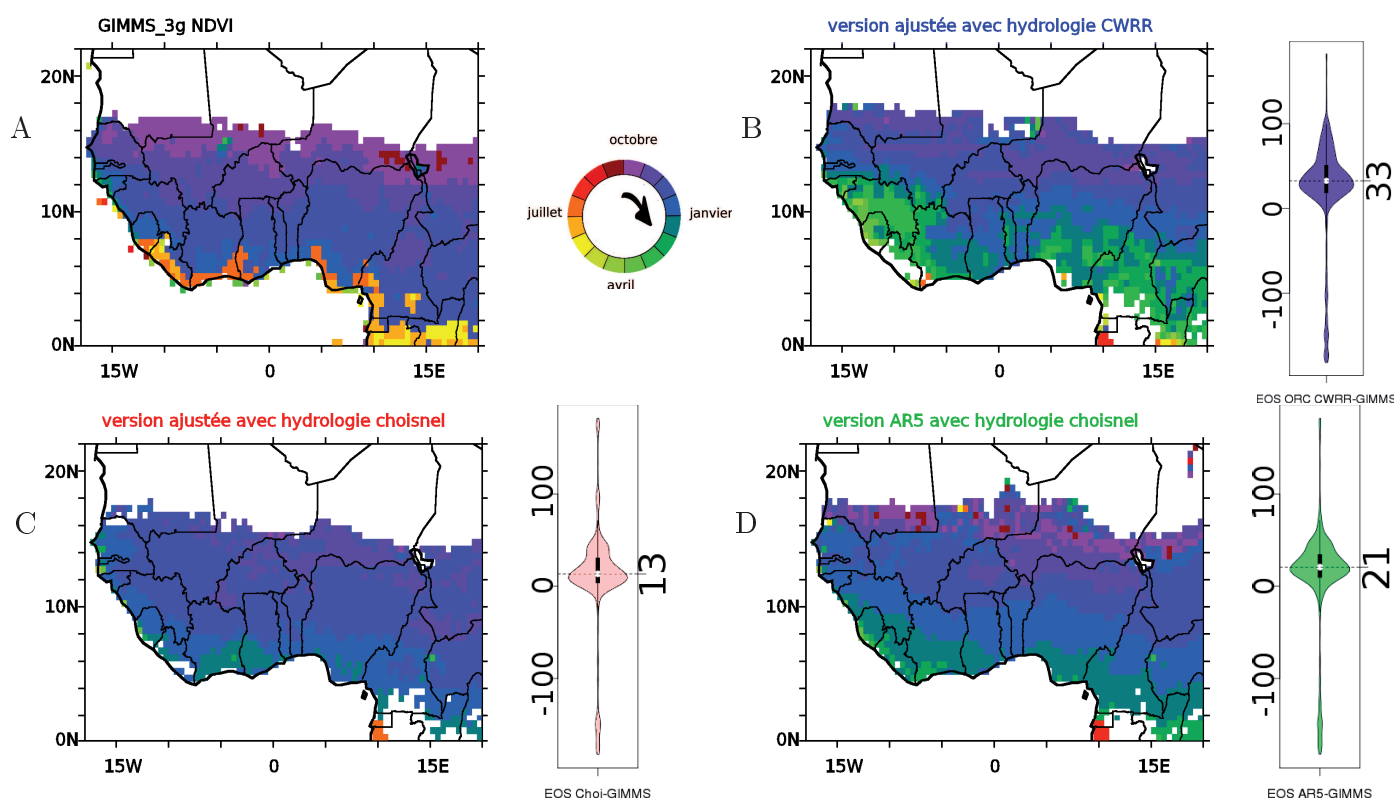 GIMMS_3g NDVI
A
20N
10N
0N
15W
0
15E
octobre
juillet
janvier
avril
version ajustée avec hydrologie CWRR
B
20N
10N
0N
15W
0
15E
100
0
-100
33
EOS ORC CWRR-GIMMS
version ajustée avec hydrologie choisnel
C
20N
10N
0N
15W
0
15E
100
0
-100
13
EOS Choi-GIMMS
version AR5 avec hydrologie choisnel
D
20N
10N
0N
15W
0
15E
100
0
-100
21
EOS AR5-GIMMS